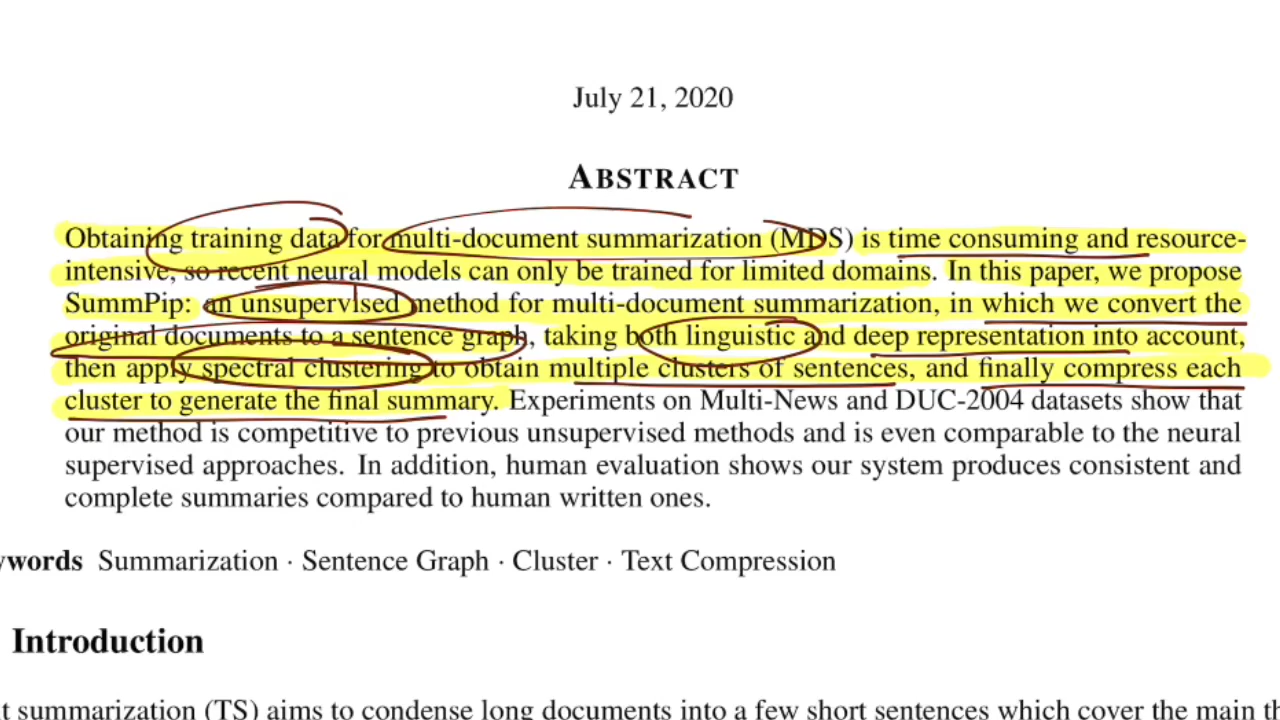 July 21, 2020
ABSTRACT
Obtaining training data for multi-document summarization (MDS) is time consuming and resource-
intensive, so recent neural models can only be trained for limited domains. In this paper, we propose
SummPip: an unsupervised method for multi-document summarization, in which we convert the
original documents to a sentence graph, taking both linguistic and deep representation into account,
then apply spectral clustering to obtain multiple clusters of sentences, and finally compress each
cluster to generate the final summary. Experiments on Multi-News and DUC-2004 datasets show that
our method is competitive to previous unsupervised methods and is even comparable to the neural
supervised approaches. In addition, human evaluation shows our system produces consistent and
complete summaries compared to human written ones.
ywords Summarization · Sentence Graph · Cluster · Text Compression
Introduction
t summarization (TS) aims to condense long documents into a few short sentences which cover the main th